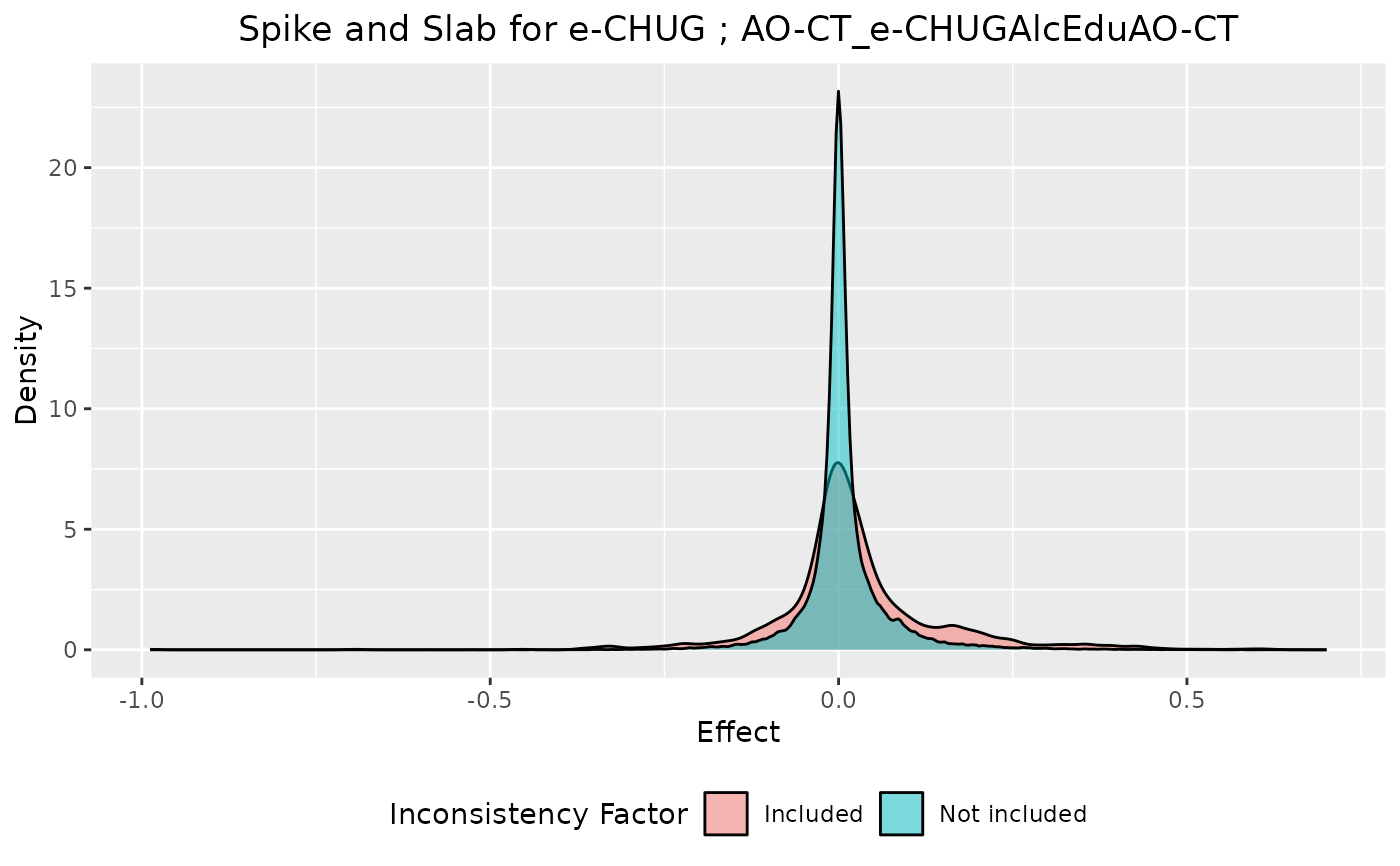 Spike and Slab for e-CHUG ; AO-CT_e-CHUGAlcEduAO-CT
20
15
10
5
0
Density
-1.0 -0.5 0.0 0.5
Effect
Inconsistency Factor Included Not included